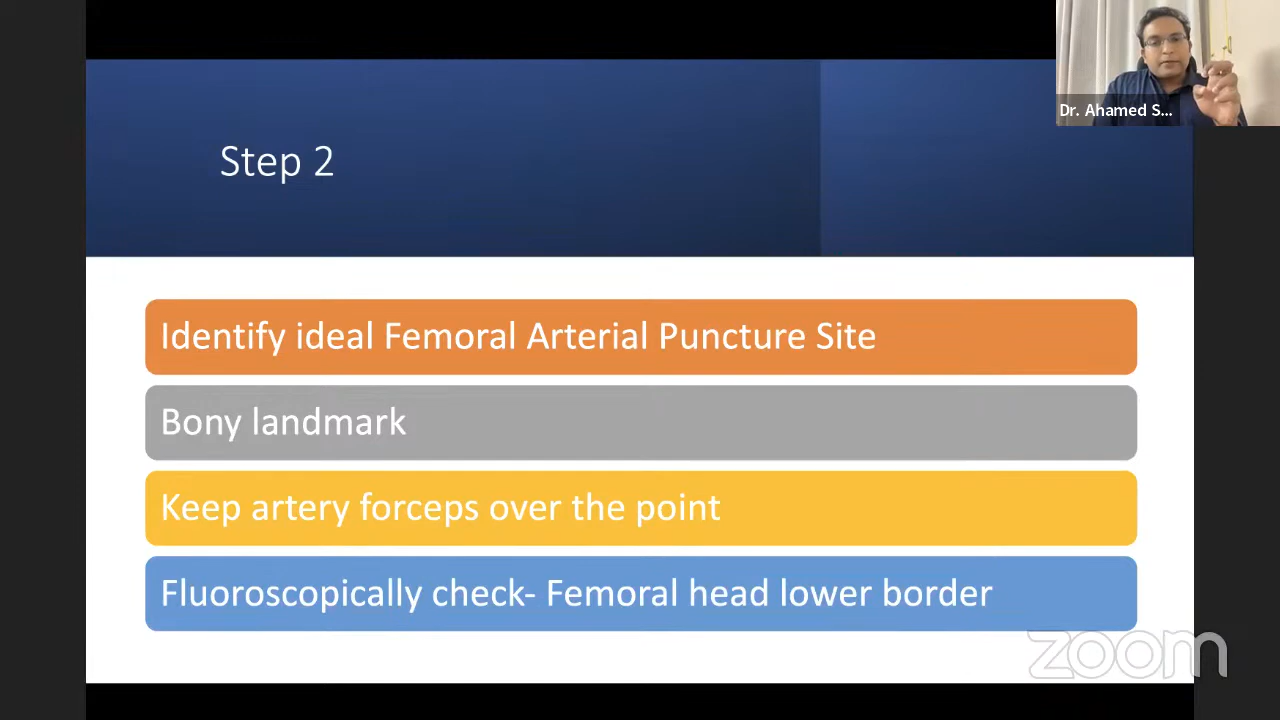 Dr. Ahamed S...
Step 2
Identify ideal Femoral Arterial Puncture Site
Bony landmark
Keep artery forceps over the point
Fluoroscopically check- Femoral head lower border
zoom